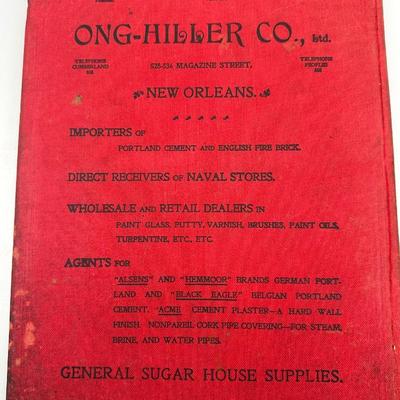 ONG-HILLER CO., Ltd.
TELEPHONE
CUMBERLAND
528-534 MAGAZINE STREET,
TELEPHONE
PEOPLES
NEW ORLEANS.
IMPORTERS OF
PORTLAND CEMENT AND ENGLISH FIRE BRICK.
DIRECT RECEIVERS OF NAVAL STORES.
WHOLESALE AND RETAIL DEALERS IN
PAINT GLASS, PUTTY, VARNISH, BRUSHES, PAINT OILS,
TURPENTINE, ETC., ETC.
AGENTS FOR
"ALSENS" AND "HEMMOOR" BRANDS GERMAN PORT-
LAND AND "BLACK EAGLE" BELGIAN PORTLAND
CEMENT. "ACME CEMENT PLASTER—A HARD WALL
FINISH. NONPAREIL CORK PIPE COVERING—FOR STEAM,
BRINE, AND WATER PIPES.
GENERAL SUGAR HOUSE SUPPLIES.